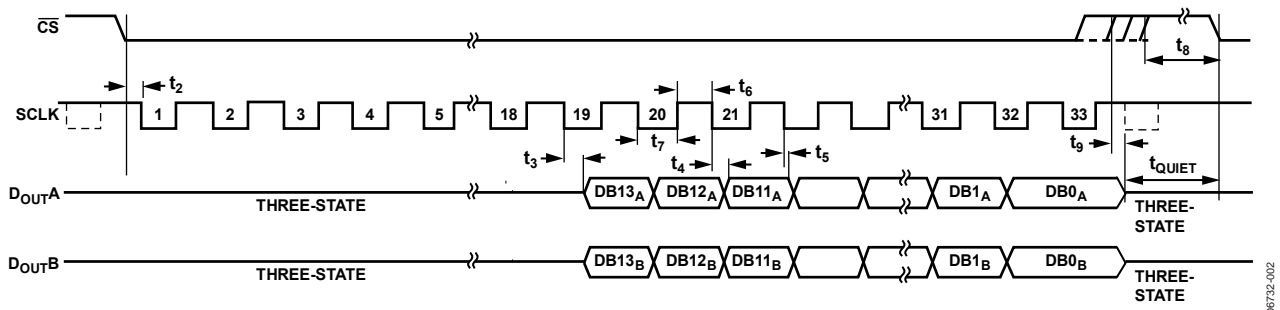 CS
t8
t2
t6
SCLK
1 2 3 4 5 18 19 20 21 31 32 33
t3 t7 t4 t5 t9 tQUIET
DOUTA
THREE-STATE
DB13A DB12A DB11A DB1A DB0A
THREE-
STATE
DOUTB
THREE-STATE
DB13B DB12B DB11B DB1B DB0B
THREE-
STATE
06732-002